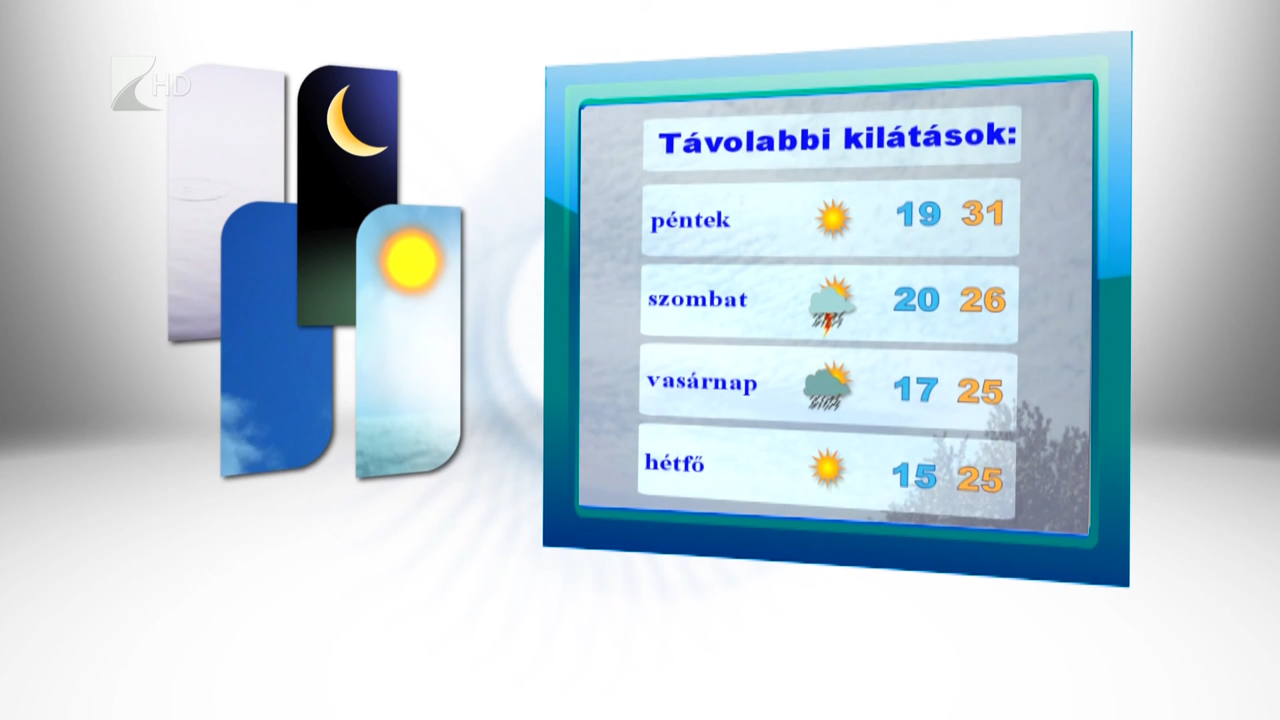 HD
Távolabbi kilátások:
péntek 19 31
szombat 20 26
vasárnap 17 25
hétfő 15 25